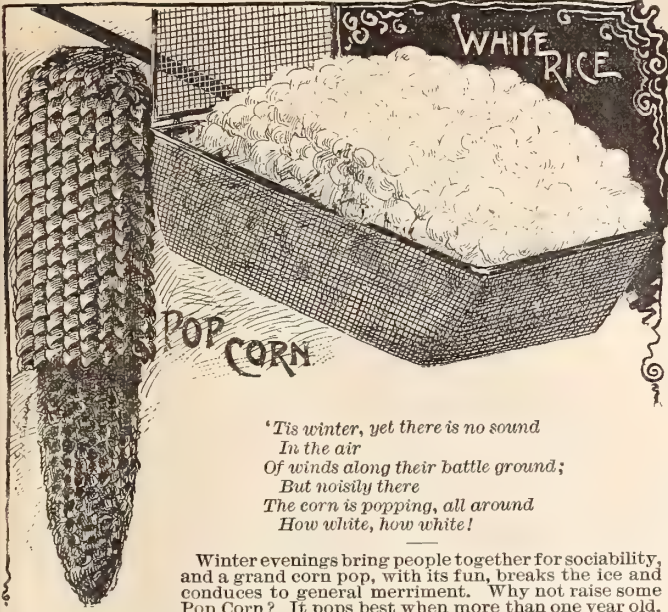 WHITE
RICE
POP
CORN
'Tis winter, yet there is no sound
In the air
Of winds along their battle ground;
But noisily there
The corn is popping, all around
How white, how white!
Winter evenings bring people together for sociability,
and a grand corn pop, with its fun, breaks the ice and
conduces to general merriment. Why not raise some
Pop Corn? It pops best when more than one year old.